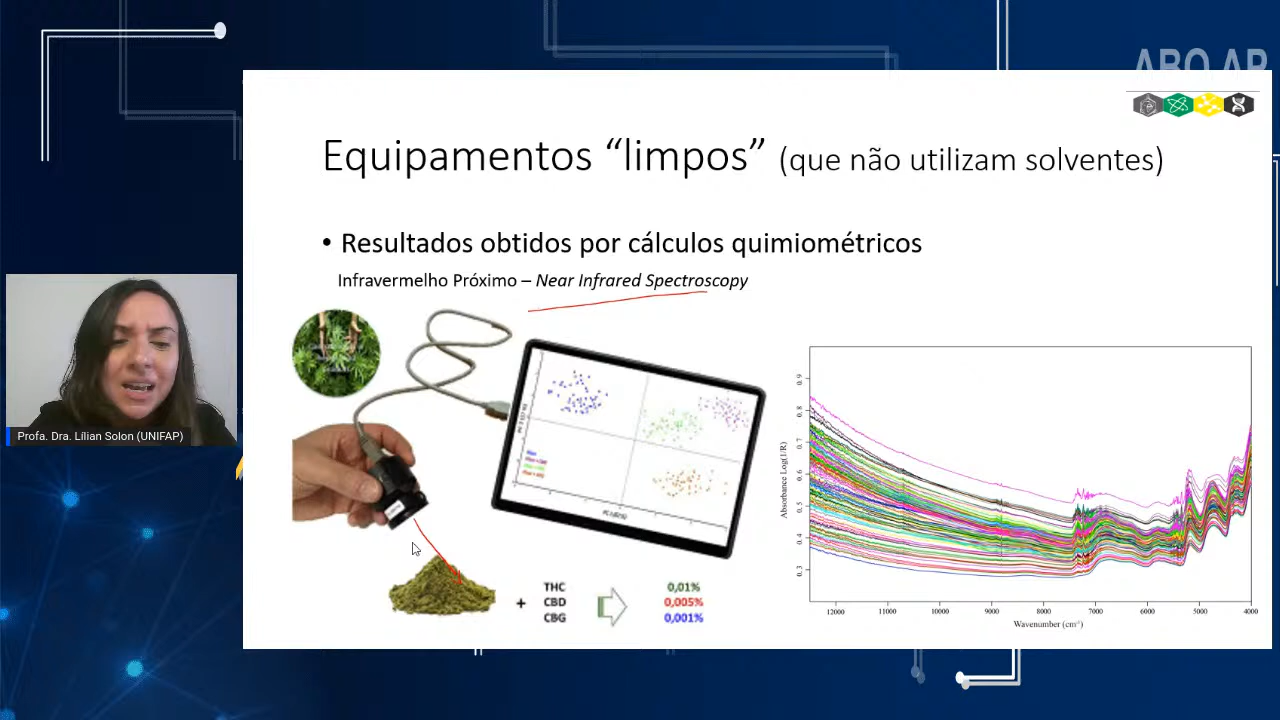 ABQ AP
Equipamentos “limpos” (que não utilizam solventes)
• Resultados obtidos por cálculos quimiométricos
Infravermelho Próximo – Near Infrared Spectroscopy
Profa. Dra. Lílian Solon (UNIFAP)
+
THC
CBD
CBG
0,01%
0,005%
0,001%
Absorbance Log(1/R)
0.9
0.8
0.7
0.6
0.5
0.4
0.3
12000 11000 10000 9000 8000 7000 6000 5000 4000
Wavenumber (cm-1)